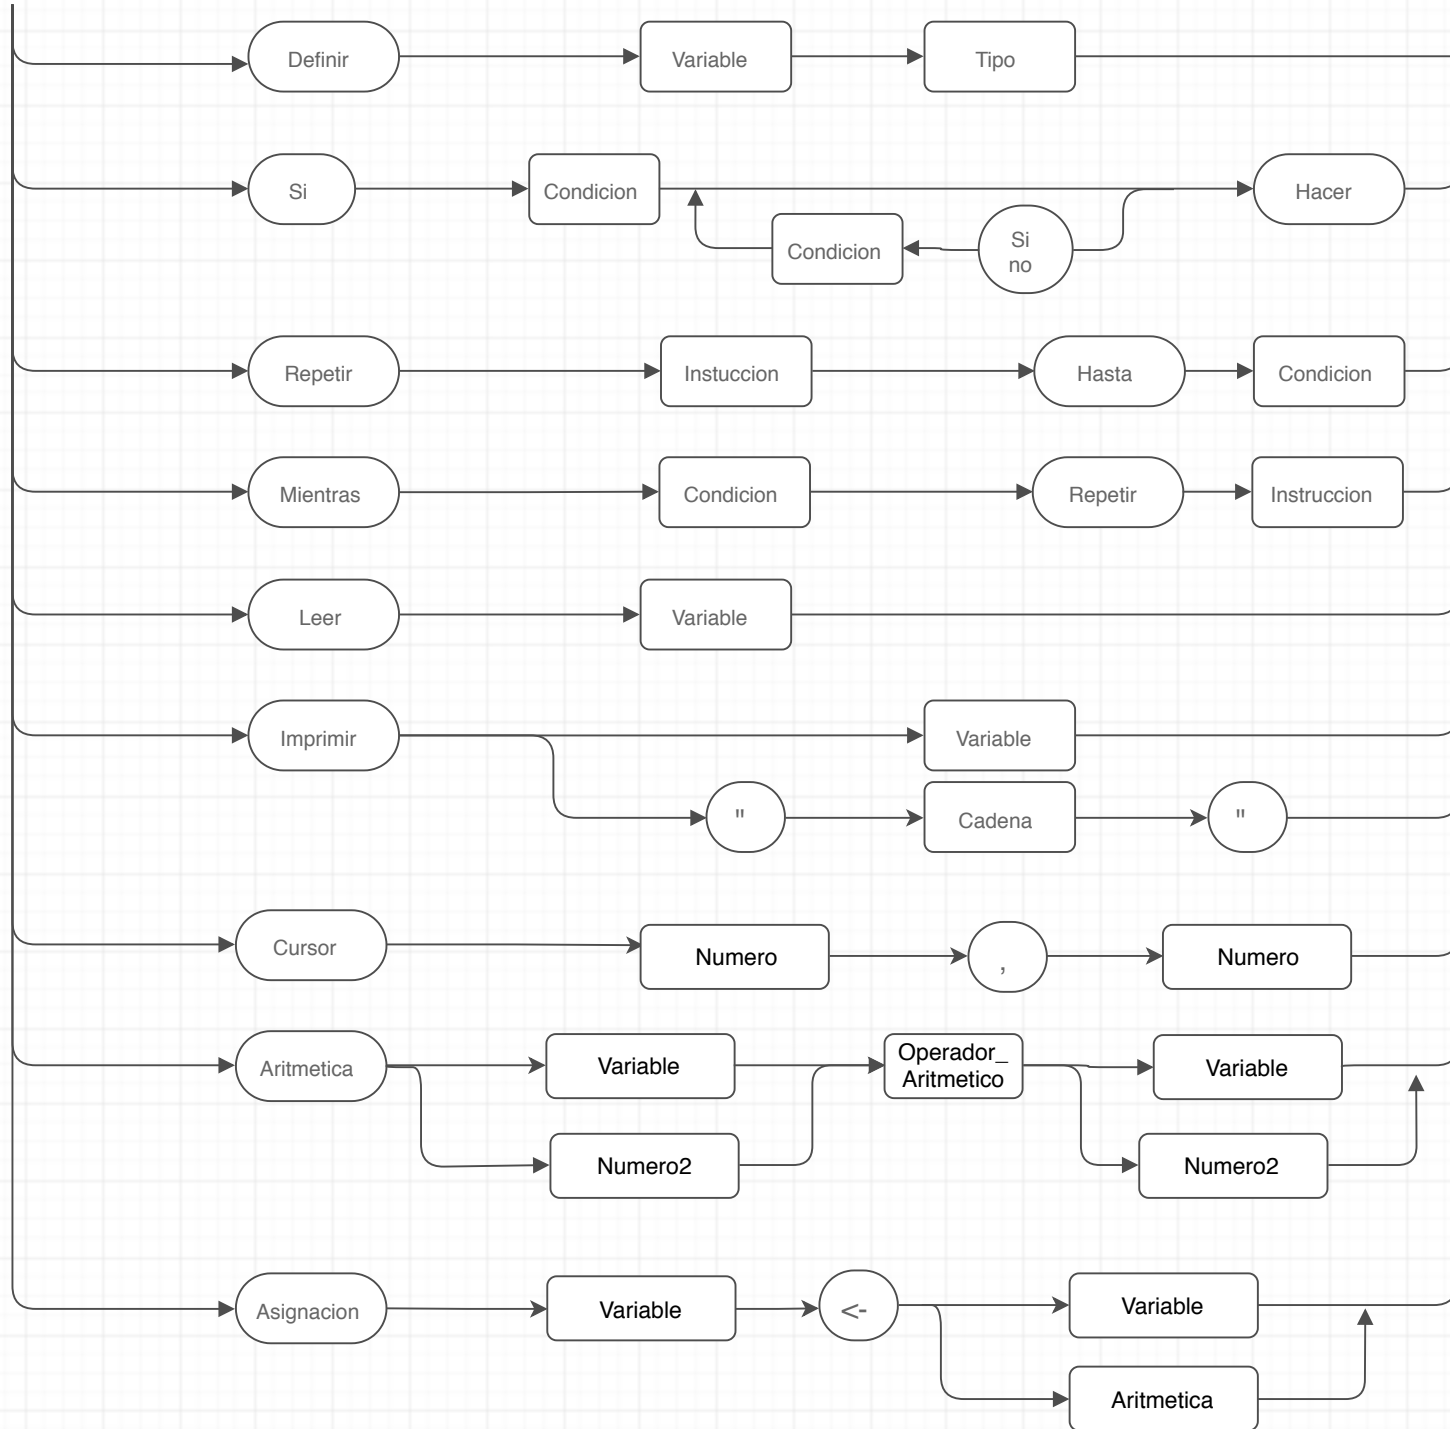 Definir
Variable
Tipo
Si
Condicion
Hacer
Condicion
Si
no
Repetir
Instuccion
Hasta
Condicion
Mientras
Condicion
Repetir
Instruccion
Leer
Variable
Imprimir
Variable
"
Cadena
"
Cursor
Numero
,
Numero
Aritmetica
Variable
Operador_
Aritmetico
Variable
Numero2
Numero2
Asignacion
Variable
<-
Variable
Aritmetica